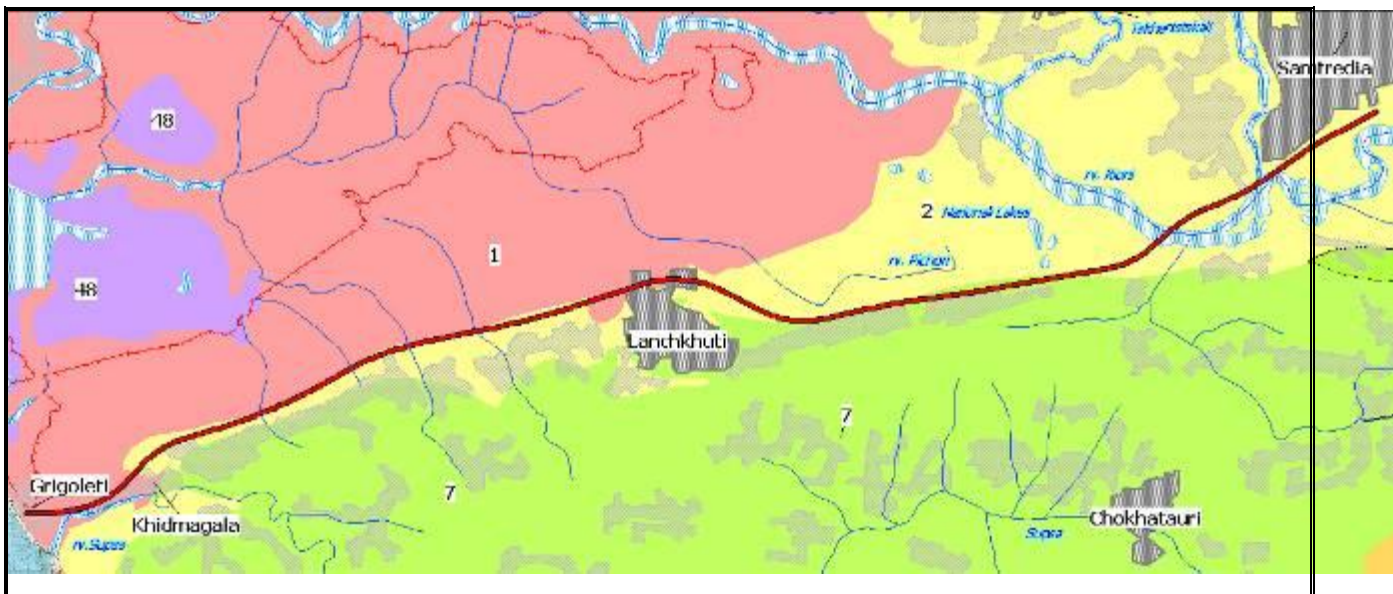 Samtredia
48
rv. Rioni
2
National Lakes
1
rv. Pichori
48
Lanchkhuti
7
7
Grigoleti
Khidmagala
Chokhatauri
rv. Supsa
Supsa